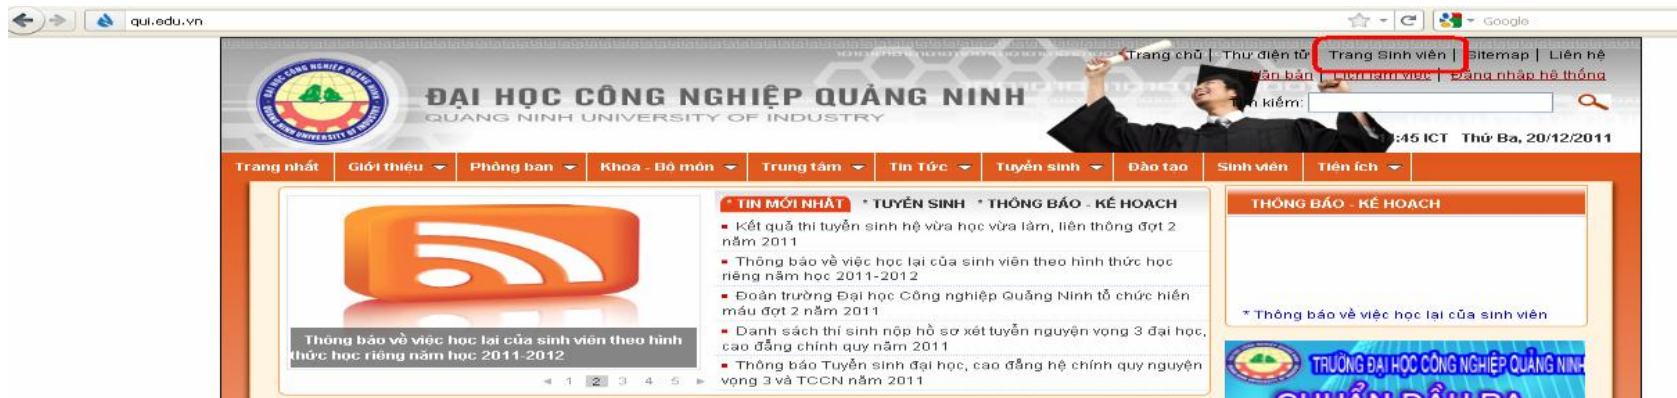 qui.edu.vn
Google
Trang chủ | Thư điện tử Trang Sinh viên | Sitemap | Liên hệ
Văn bản | Lịch làm việc | Đăng nhập hệ thống
kiếm:
ĐẠI HỌC CÔNG NGHIỆP QUẢNG NINH
QUANG NINH UNIVERSITY OF INDUSTRY
:45 ICT Thứ Ba, 20/12/2011
Trang nhất Giới thiệu Phòng ban Khoa - Bộ môn Trung tâm Tin Tức Tuyển sinh Đào tạo Sinh viên Tiện ích
* TIN MỚI NHẤT * TUYỂN SINH * THÔNG BÁO - KẾ HOẠCH
THÔNG BÁO - KẾ HOẠCH
Kết quả thi tuyển sinh hệ vừa học vừa làm, liên thông đợt 2
năm 2011
Thông báo về việc học lại của sinh viên theo hình thức học
riêng năm học 2011-2012
Đoàn trường Đại học Công nghiệp Quảng Ninh tổ chức hiến
máu đợt 2 năm 2011
Danh sách thí sinh nộp hồ sơ xét tuyển nguyện vọng 3 đại học,
cao đẳng chính quy năm 2011
Thông báo Tuyển sinh đại học, cao đẳng hệ chính quy nguyện
vọng 3 và TCCN năm 2011
Thông báo về việc học lại của sinh viên theo hình
thức học riêng năm học 2011-2012
1 2 3 4 5
* Thông báo về việc học lại của sinh viên
TRƯỜNG ĐẠI HỌC CÔNG NGHIỆP QUẢNG NINH
CHUẨN ĐẦU RA